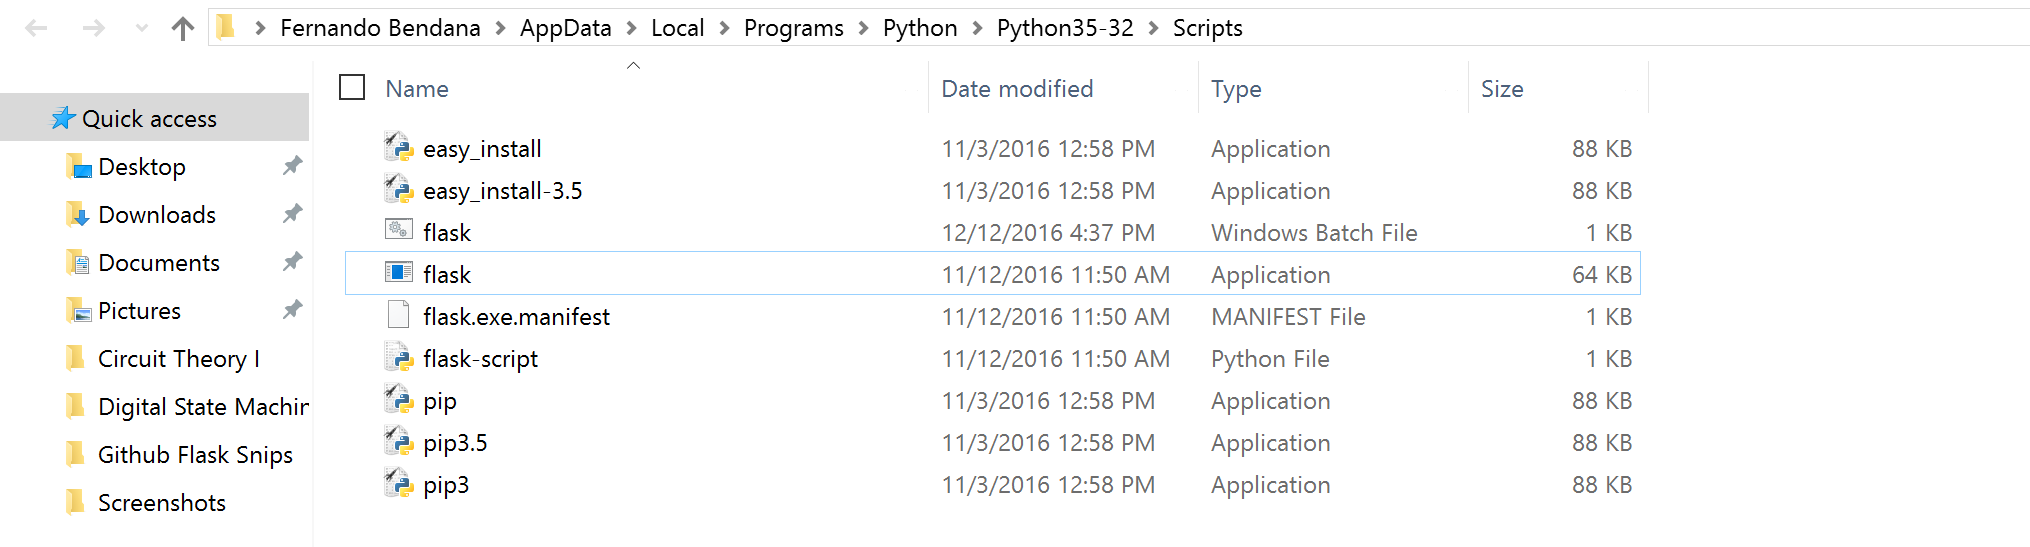 Fernando Bendana > AppData > Local > Programs > Python > Python35-32 > Scripts
Name Date modified Type Size
Quick access
Desktop
Downloads
Documents
Pictures
Circuit Theory I
Digital State Machin
Github Flask Snips
Screenshots
easy_install 11/3/2016 12:58 PM Application 88 KB
easy_install-3.5 11/3/2016 12:58 PM Application 88 KB
flask 12/12/2016 4:37 PM Windows Batch File 1 KB
flask 11/12/2016 11:50 AM Application 64 KB
flask.exe.manifest 11/12/2016 11:50 AM MANIFEST File 1 KB
flask-script 11/12/2016 11:50 AM Python File 1 KB
pip 11/3/2016 12:58 PM Application 88 KB
pip3.5 11/3/2016 12:58 PM Application 88 KB
pip3 11/3/2016 12:58 PM Application 88 KB